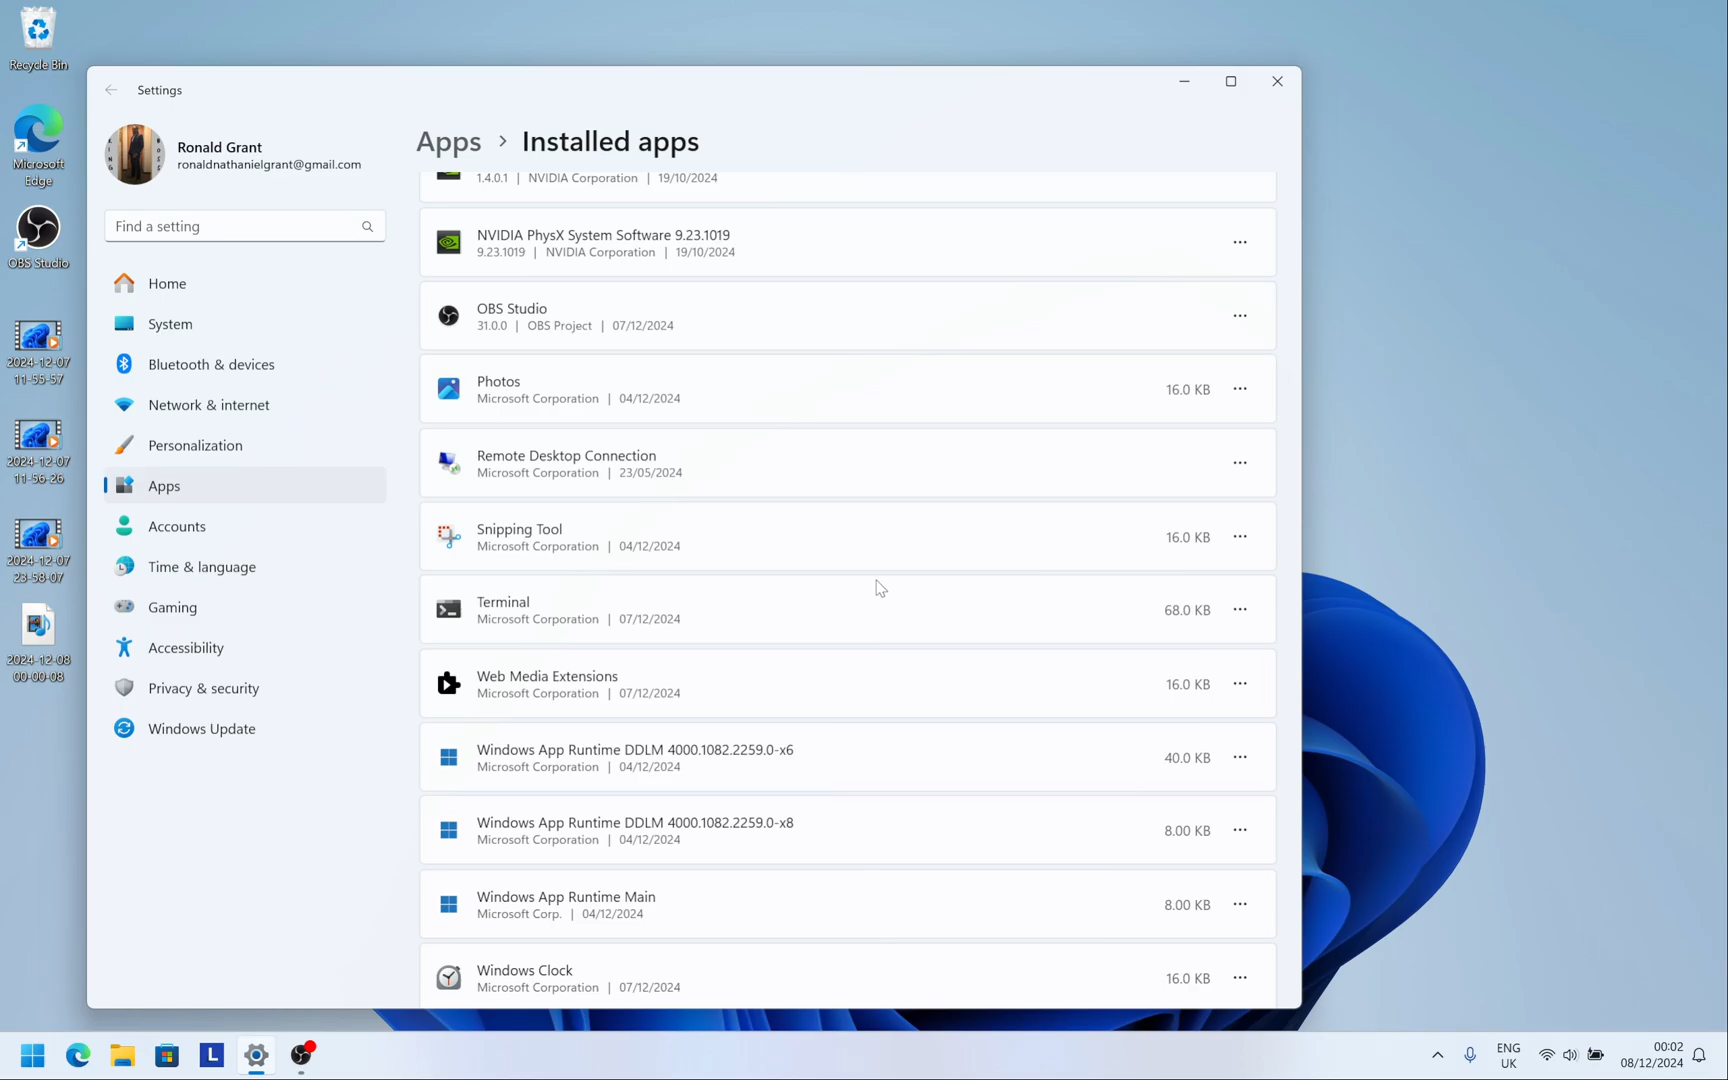 Recycle Bin
Microsoft
Edge
OBS Studio
2024-12-07
11-55-57
2024-12-07
11-56-26
2024-12-07
23-58-07
2024-12-08
00-00-08
Settings
Ronald Grant
ronaldnathanielgrant@gmail.com
Find a setting
Home
System
Bluetooth & devices
Network & internet
Personalization
Apps
Accounts
Time & language
Gaming
Accessibility
Privacy & security
Windows Update
Apps > Installed apps
1.4.0.1 | NVIDIA Corporation | 19/10/2024
NVIDIA PhysX System Software 9.23.1019
9.23.1019 | NVIDIA Corporation | 19/10/2024
OBS Studio
31.0.0 | OBS Project | 07/12/2024
Photos
Microsoft Corporation | 04/12/2024
16.0 KB
Remote Desktop Connection
Microsoft Corporation | 23/05/2024
Snipping Tool
Microsoft Corporation | 04/12/2024
16.0 KB
Terminal
Microsoft Corporation | 07/12/2024
68.0 KB
Web Media Extensions
Microsoft Corporation | 07/12/2024
16.0 KB
Windows App Runtime DDLM 4000.1082.2259.0-x6
Microsoft Corporation | 04/12/2024
40.0 KB
Windows App Runtime DDLM 4000.1082.2259.0-x8
Microsoft Corporation | 04/12/2024
8.00 KB
Windows App Runtime Main
Microsoft Corp. | 04/12/2024
8.00 KB
Windows Clock
Microsoft Corporation | 07/12/2024
16.0 KB
L
ENG
UK
00:02
08/12/2024